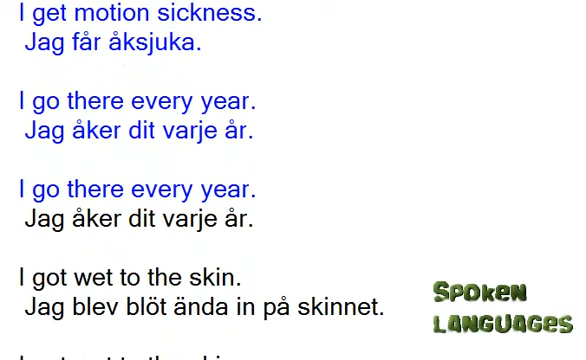 I get motion sickness.
Jag får åksjuka.
I go there every year.
Jag åker dit varje år.
I go there every year.
Jag åker dit varje år.
I got wet to the skin.
Jag blev blöt ända in på skinnet.
Spoken
Languages